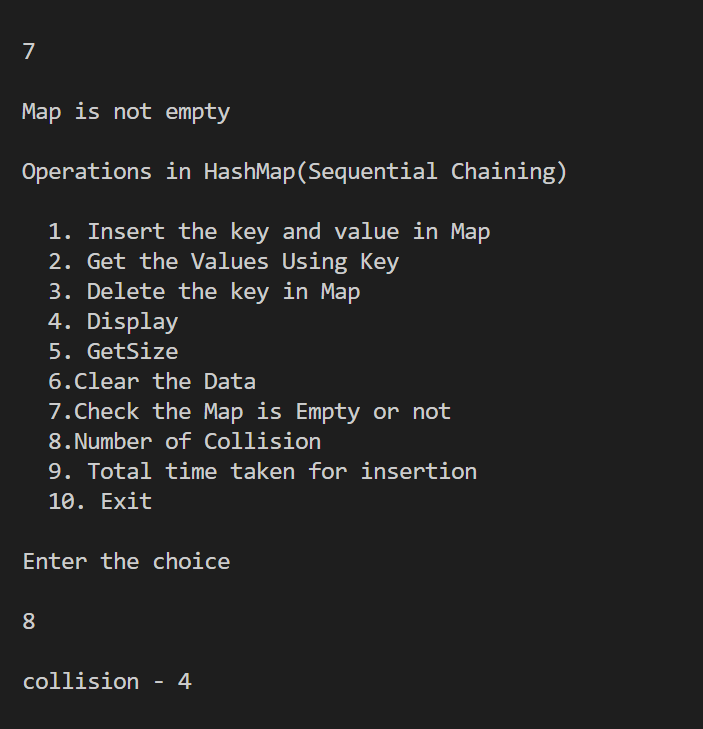 7
Map is not empty
Operations in HashMap(Sequential Chaining)
1. Insert the key and value in Map
2. Get the Values Using Key
3. Delete the key in Map
4. Display
5. GetSize
6.Clear the Data
7.Check the Map is Empty or not
8.Number of Collision
9. Total time taken for insertion
10. Exit
Enter the choice
8
collision - 4